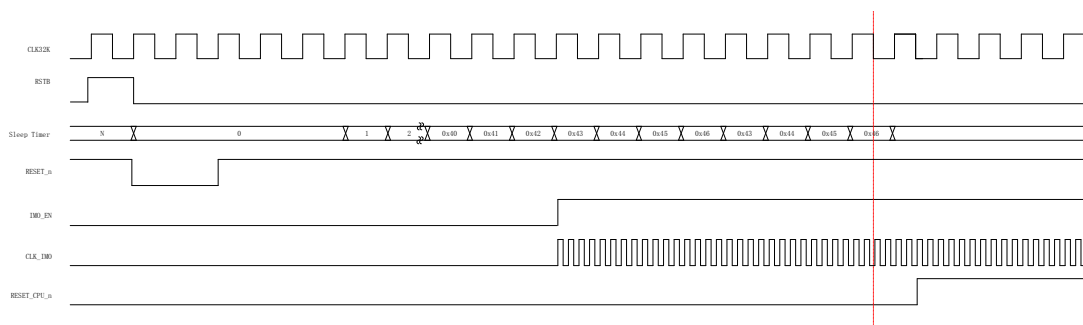 CLK32K
RSTB
Sleep Timer N 0 1 2 0x40 0x41 0x42 0x43 0x44 0x45 0x46 0x43 0x44 0x45 0x46
RESET_n
IMO_EN
CLK_IMO
RESET_CPU_n